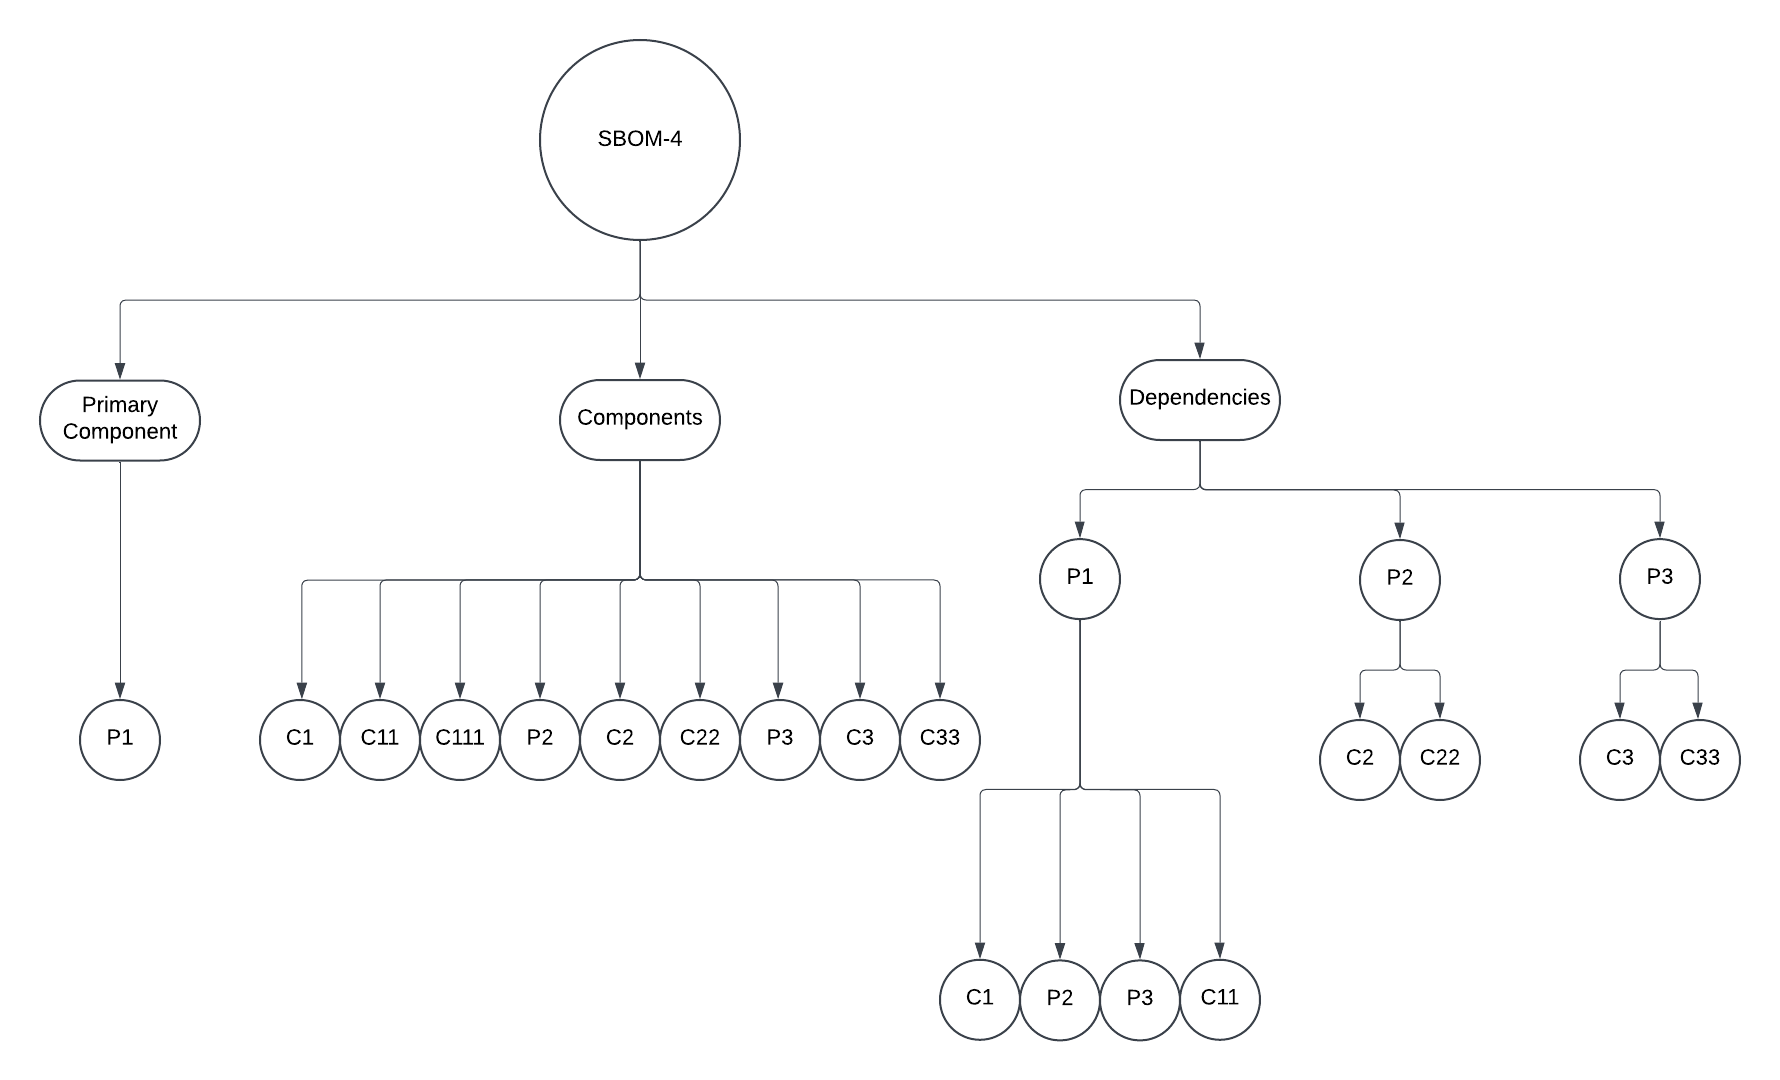 SBOM-4
Primary
Component
Components
Dependencies
P1
P2
P3
P1
C1
C11
C111
P2
C2
C22
P3
C3
C33
C2
C22
C3
C33
C1
P2
P3
C11